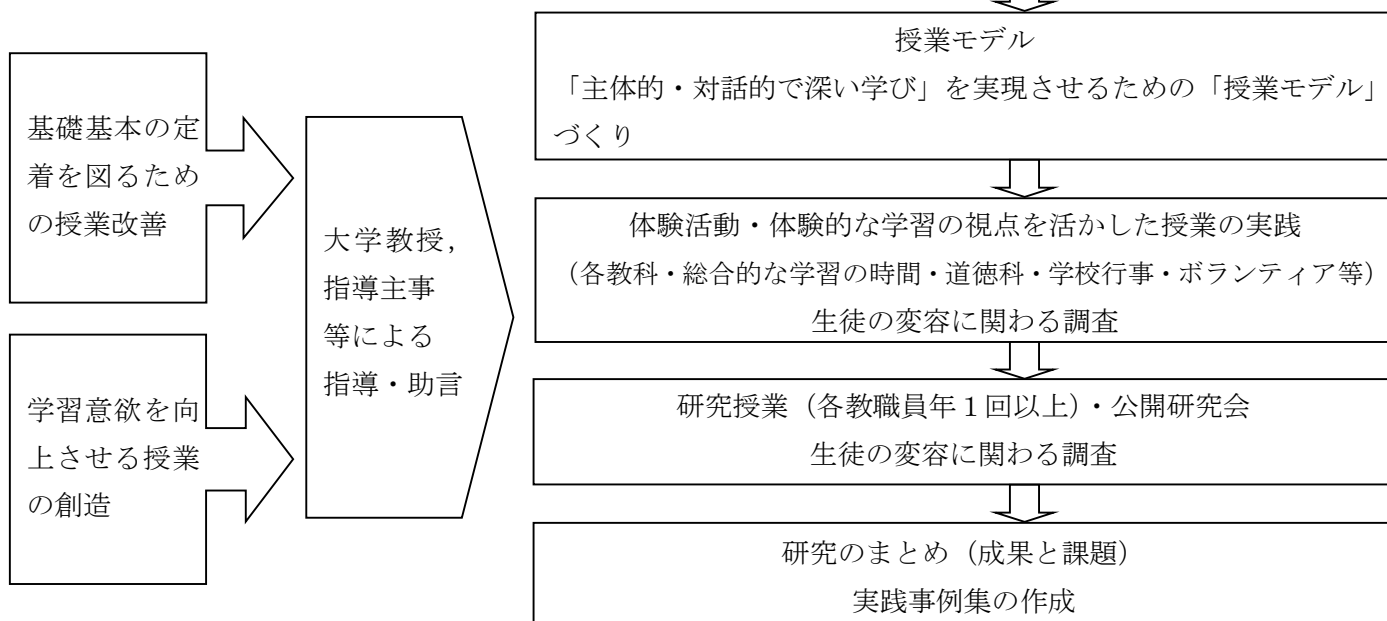 基礎基本の定
着を図るため
の授業改善
学習意欲を向
上させる授業
の創造
大学教授，
指導主事
等による
指導・助言
授業モデル
「主体的・対話的で深い学び」を実現させるための「授業モデル」
づくり
体験活動・体験的な学習の視点を活かした授業の実践
（各教科・総合的な学習の時間・道徳科・学校行事・ボランティア等）
生徒の変容に関わる調査
研究授業（各教職員年１回以上）・公開研究会
生徒の変容に関わる調査
研究のまとめ（成果と課題）
実践事例集の作成